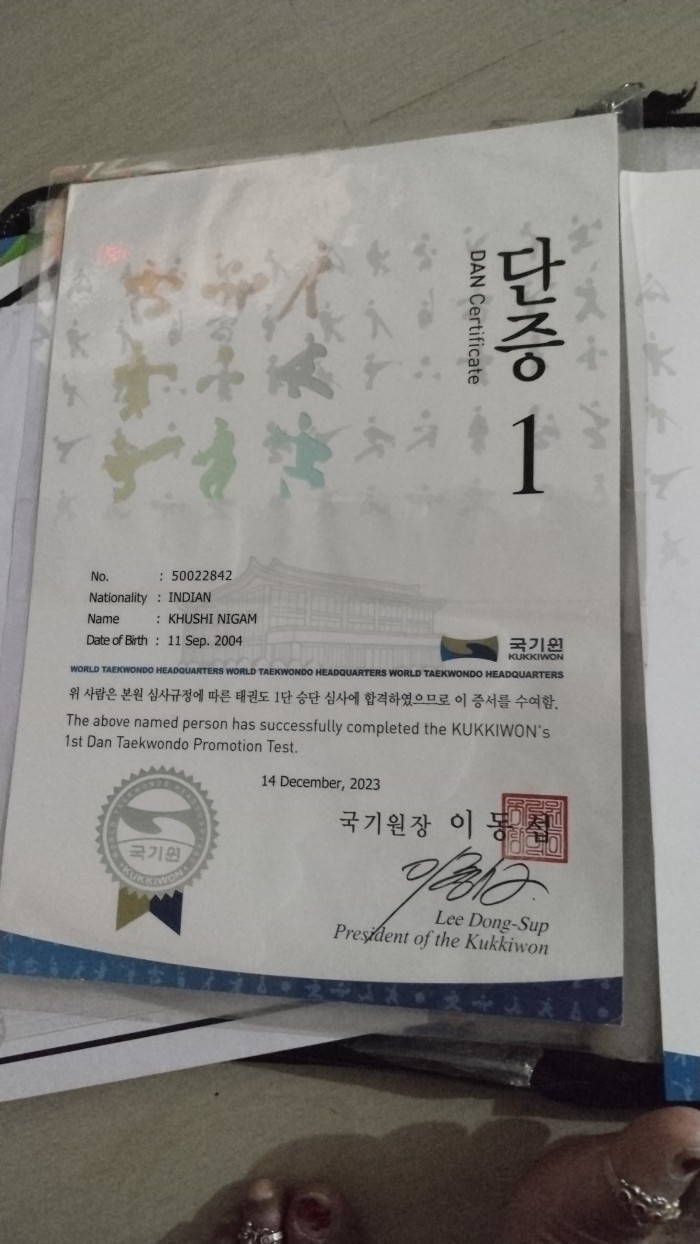 단증
DAN Certificate
1
No. : 50022842
Nationality : INDIAN
Name : KHUSHI NIGAM
Date of Birth : 11 Sep. 2004
국기원
KUKKIWON
WORLD TAEKWONDO HEADQUARTERS WORLD TAEKWONDO HEADQUARTERS WORLD TAEKWONDO HEADQUARTERS
위 사람은 본원 심사규정에 따른 태권도 1단 승단 심사에 합격하였으므로 이 증서를 수여함.
The above named person has successfully completed the KUKKIWON's
1st Dan Taekwondo Promotion Test.
14 December, 2023
국기원장 이동섭
국기원
KUKKIWON
Lee Dong-Sup
President of the Kukkiwon